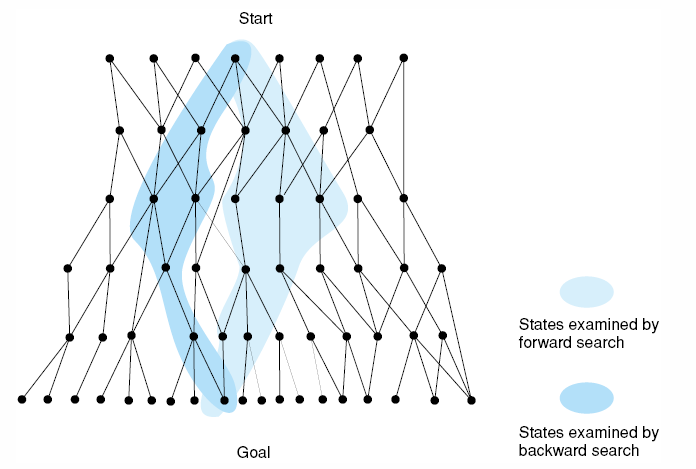 Start
States examined by
forward search
States examined by
backward search
Goal